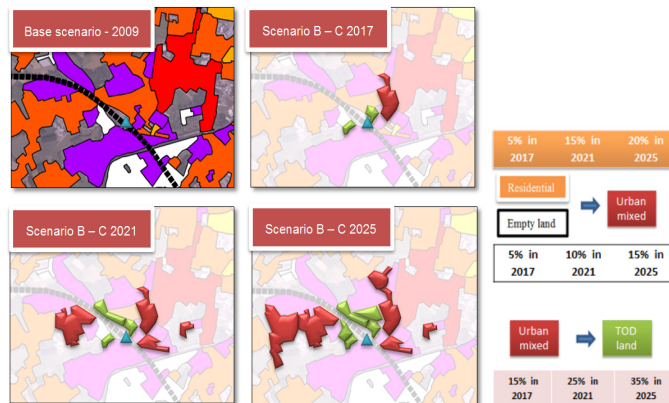 Base scenario - 2009
Scenario B – C 2017
Scenario B – C 2021
Scenario B – C 2025
5% in 15% in 20% in
2017 2021 2025
Residential
Empty land
Urban
mixed
5% in 10% in 15% in
2017 2021 2025
Urban
mixed
TOD
land
15% in 25% in 35% in
2017 2021 2025